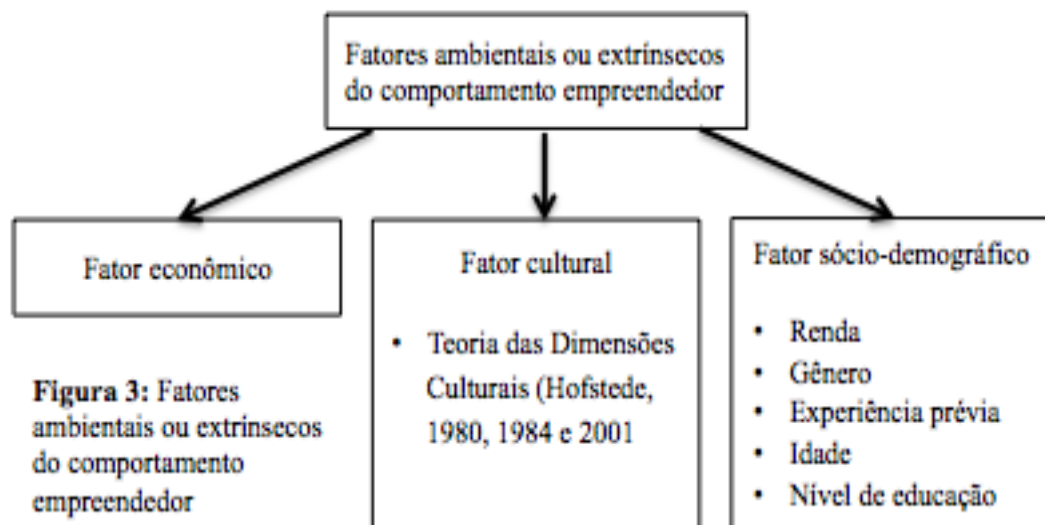 Fatores ambientais ou extrínsecos
do comportamento empreendedor
Fator econômico
Figura 3: Fatores
ambientais ou extrínsecos
do comportamento
empreendedor
Fator cultural
• Teoria das Dimensões
Culturais (Hofstede,
1980, 1984 e 2001
Fator sócio-demográfico
• Renda
• Gênero
• Experiência prévia
• Idade
• Nível de educação